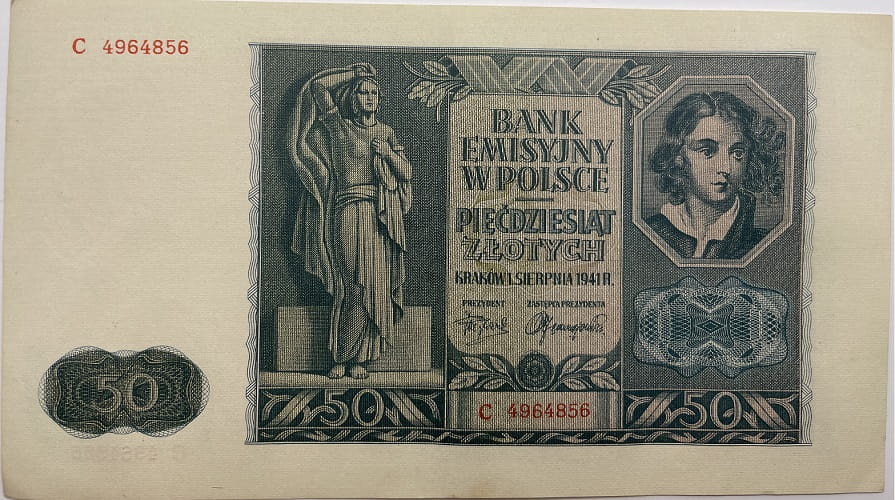 C 4964856
BANK
EMISYJNY
W POLSCE
PIĘĆDZIESIĄT
ZŁOTYCH
KRAKÓW 1. SIERPNIA 1941 R.
PREZYDENT ZASTĘPCA PREZYDENTA
50
50
C 4964856
50